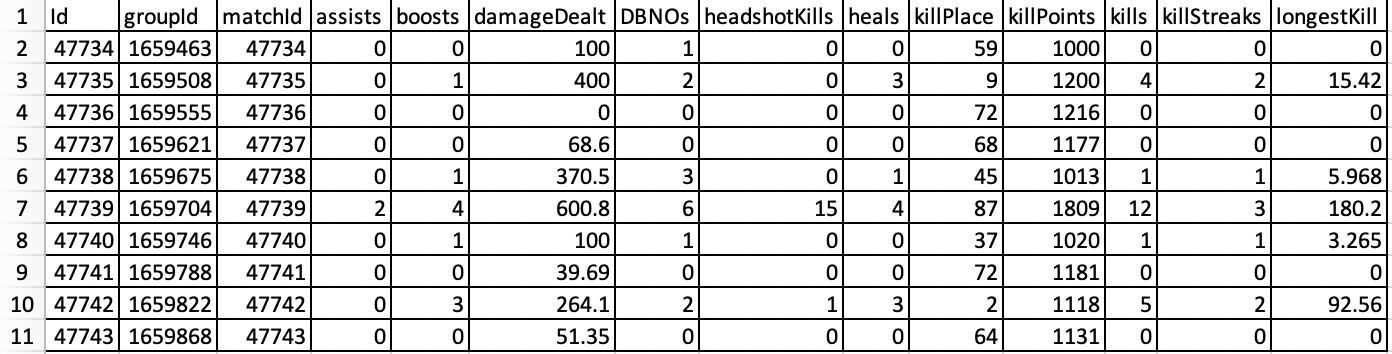 1 Id groupId matchId assists boosts damageDealt DBNOs headshotKills heals killPlace killPoints kills killStreaks longestKill
2 47734 1659463 47734 0 0 100 1 0 0 59 1000 0 0 0
3 47735 1659508 47735 0 1 400 2 0 3 9 1200 4 2 15.42
4 47736 1659555 47736 0 0 0 0 0 0 72 1216 0 0 0
5 47737 1659621 47737 0 0 68.6 0 0 0 68 1177 0 0 0
6 47738 1659675 47738 0 1 370.5 3 0 1 45 1013 1 1 5.968
7 47739 1659704 47739 2 4 600.8 6 15 4 87 1809 12 3 180.2
8 47740 1659746 47740 0 1 100 1 0 0 37 1020 1 1 3.265
9 47741 1659788 47741 0 0 39.69 0 0 0 72 1181 0 0 0
10 47742 1659822 47742 0 3 264.1 2 1 3 2 1118 5 2 92.56
11 47743 1659868 47743 0 0 51.35 0 0 0 64 1131 0 0 0